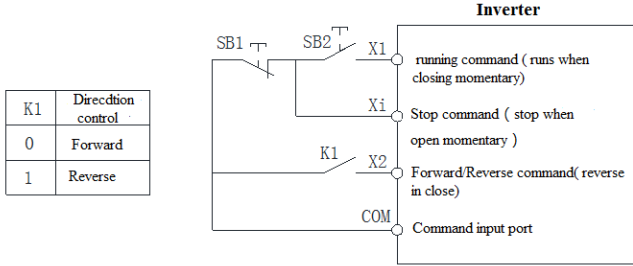 Inverter
SB1
SB2
X1
running command ( runs when
closing momentary)
Xi
Stop command ( stop when
open momentary )
K1
X2
Forward/Reverse command( reverse
in close)
COM
Command input port
K1 Direcdtion
control
0 Forward
1 Reverse